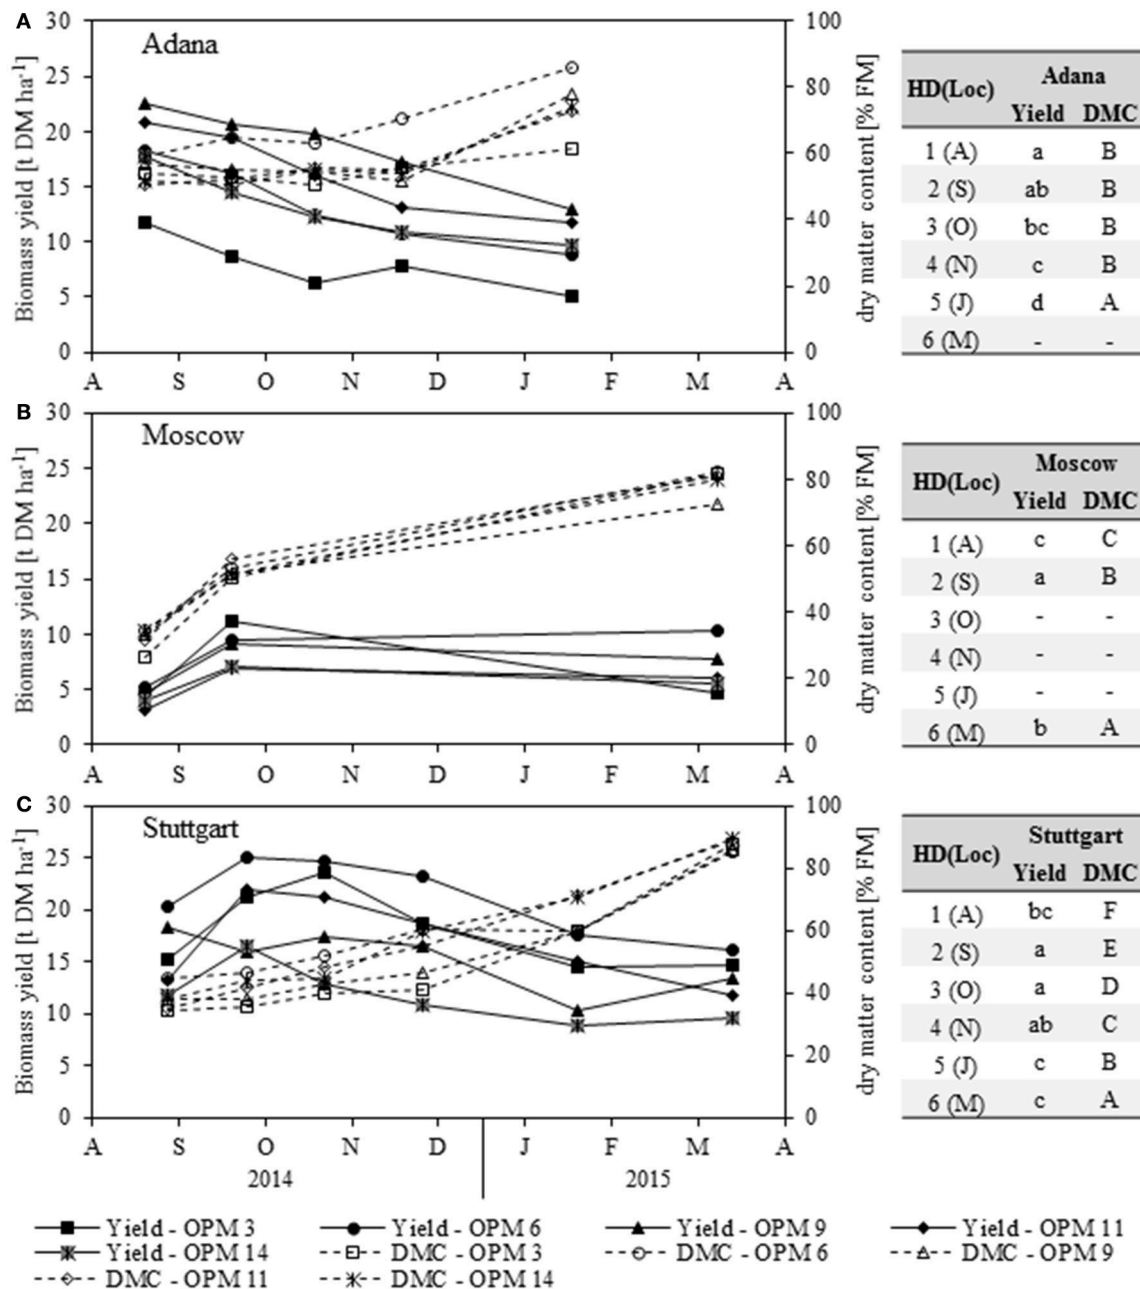 A
Adana
Biomass yield [t DM ha-1]
30
25
20
15
10
5
0
100
80
60
40
20
0
dry matter content [% FM]
A S O N D J F M A
HD(Loc) Adana
Yield DMC
1 (A) a B
2 (S) ab B
3 (O) bc B
4 (N) c B
5 (J) d A
6 (M) - -
B
Moscow
Biomass yield [t DM ha-1]
30
25
20
15
10
5
0
100
80
60
40
20
0
dry matter content [% FM]
A S O N D J F M A
HD(Loc) Moscow
Yield DMC
1 (A) c C
2 (S) a B
3 (O) - -
4 (N) - -
5 (J) - -
6 (M) b A
C
Stuttgart
Biomass yield [t DM ha-1]
30
25
20
15
10
5
0
100
80
60
40
20
0
dry matter content [% FM]
A S O N D J F M A
2014 2015
HD(Loc) Stuttgart
Yield DMC
1 (A) bc F
2 (S) a E
3 (O) a D
4 (N) ab C
5 (J) c B
6 (M) c A
Yield - OPM 3 Yield - OPM 6 Yield - OPM 9 Yield - OPM 11
Yield - OPM 14 DMC - OPM 3 DMC - OPM 6 DMC - OPM 9
DMC - OPM 11 DMC - OPM 14